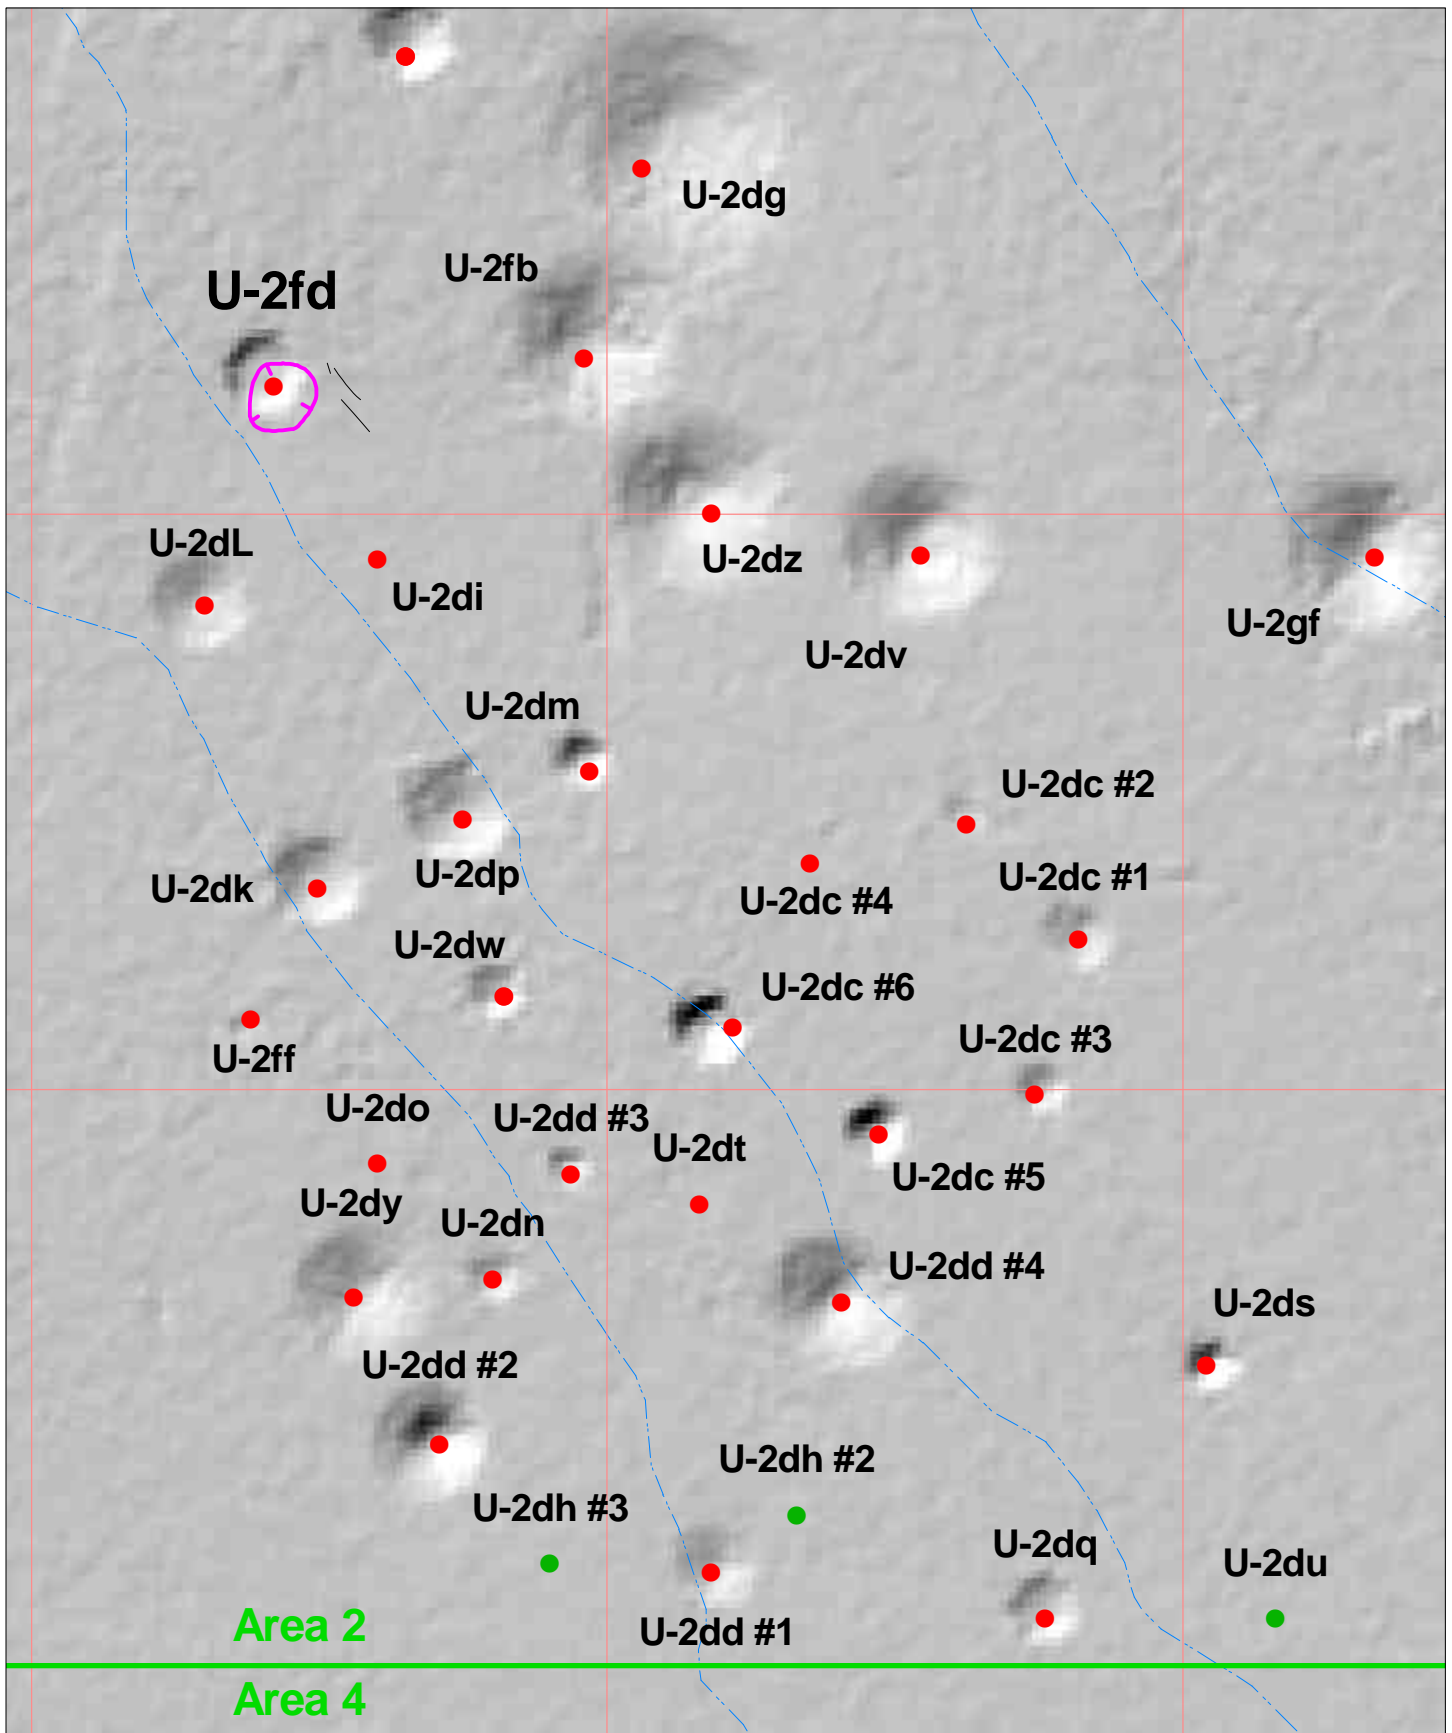 U-2dg
U-2fb
U-2fd
U-2dL
U-2dz
U-2di
U-2gf
U-2dv
U-2dm
U-2dc #2
U-2dp
U-2dc #1
U-2dk
U-2dc #4
U-2dw
U-2dc #6
U-2dc #3
U-2ff
U-2do
U-2dd #3
U-2dt
U-2dc #5
U-2dy
U-2dn
U-2dd #4
U-2ds
U-2dd #2
U-2dh #2
U-2dh #3
U-2dq
U-2du
Area 2
U-2dd #1
Area 4